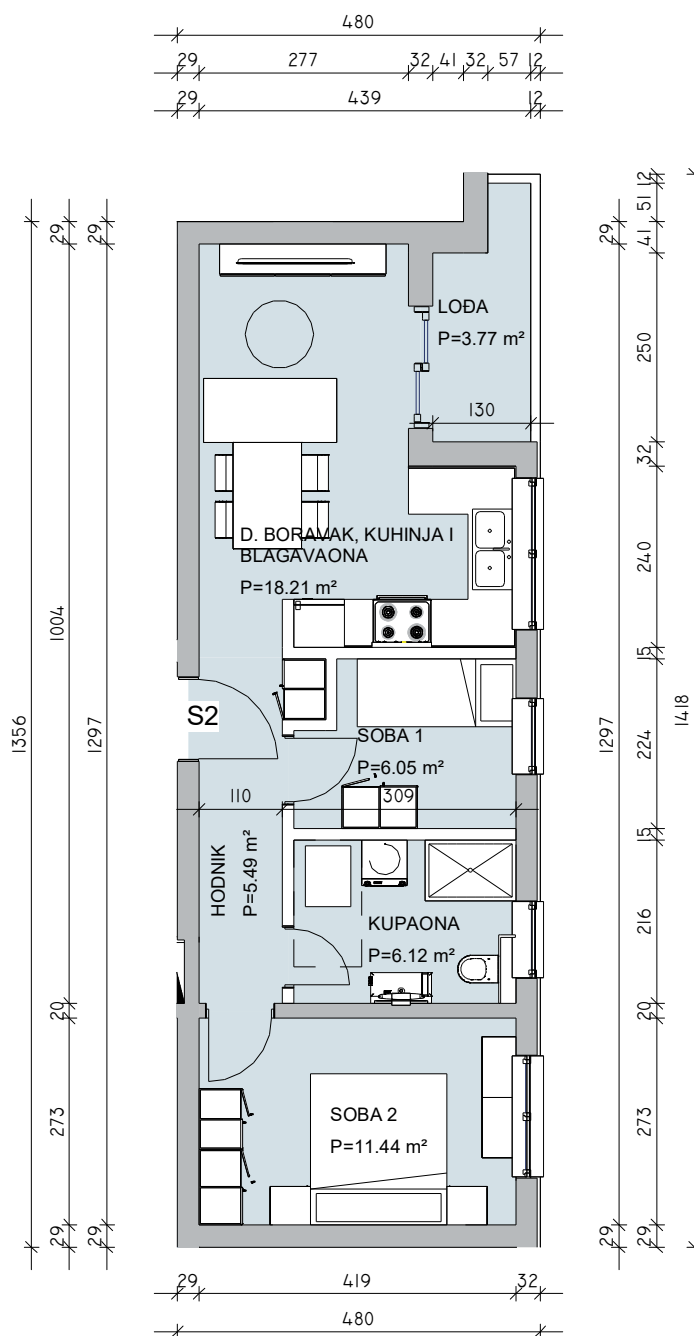 480
29 277 32 41 32 57 12
29 439 12
12
51
29 29 29 41
LOĐA
P=3.77 m²
250
130
32
D. BORAVAK, KUHINJA I
BLAGAVAONA
P=18.21 m²
240
1004
15
S2
SOBA 1
P=6.05 m²
224
1356 1297 1297 1418
110 309
15
HODNIK
P=5.49 m²
KUPAONA
P=6.12 m²
216
20 20
SOBA 2
P=11.44 m²
273 273
29 29 29 29
29 419 32
480